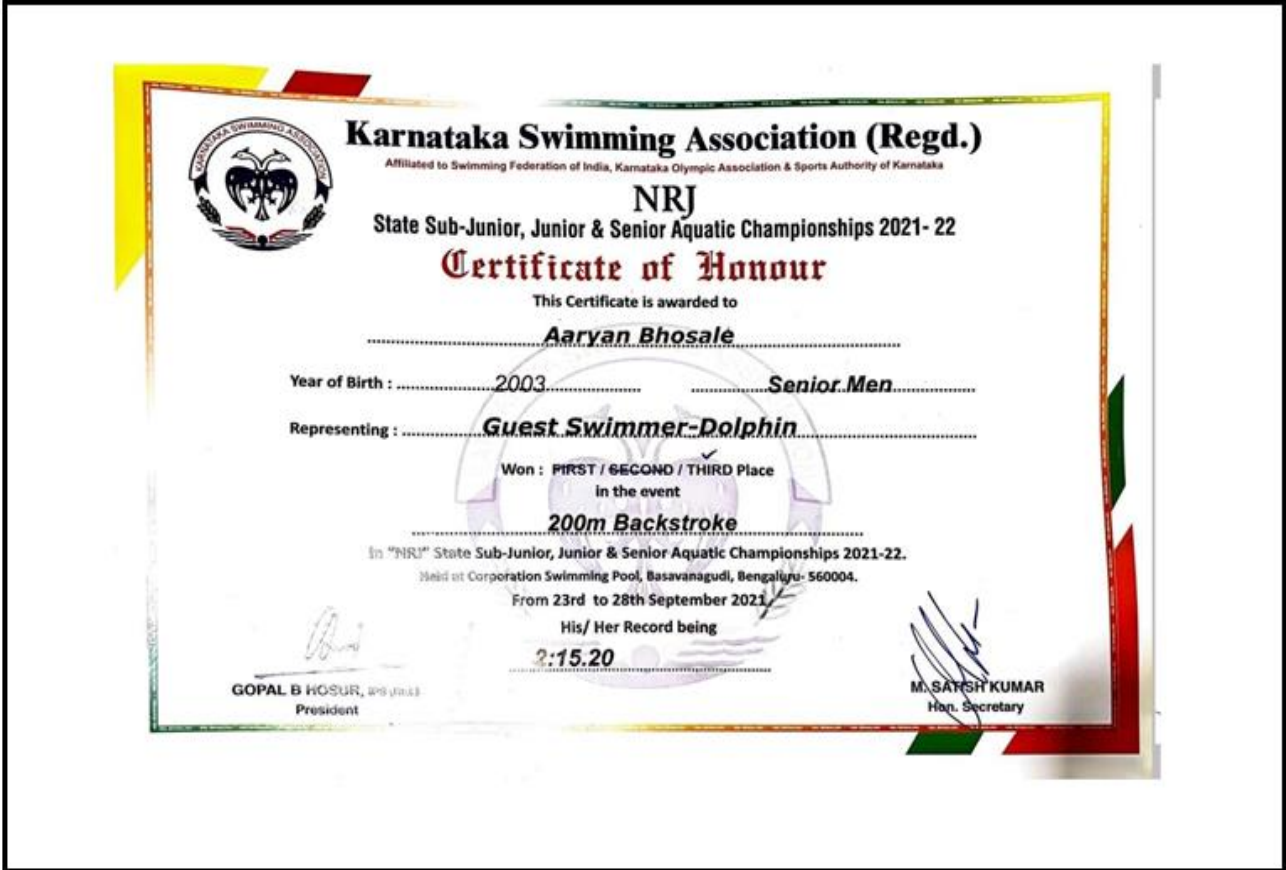 KARNATAKA SWIMMING ASSOCIATION
Karnataka Swimming Association (Regd.)
Affiliated to Swimming Federation of India, Karnataka Olympic Association & Sports Authority of Karnataka
NRJ
State Sub-Junior, Junior & Senior Aquatic Championships 2021- 22
Certificate of Honour
This Certificate is awarded to
Aaryan Bhosale
Year of Birth : 2003 Senior Men
Representing : Guest Swimmer-Dolphin
Won : FIRST / SECOND / THIRD Place
in the event
200m Backstroke
in "NRJ" State Sub-Junior, Junior & Senior Aquatic Championships 2021-22.
Held at Corporation Swimming Pool, Basavanagudi, Bengaluru- 560004.
From 23rd to 28th September 2021
His/ Her Record being
2:15.20
GOPAL B HOSUR,
President
M. SATISH KUMAR
Hon. Secretary